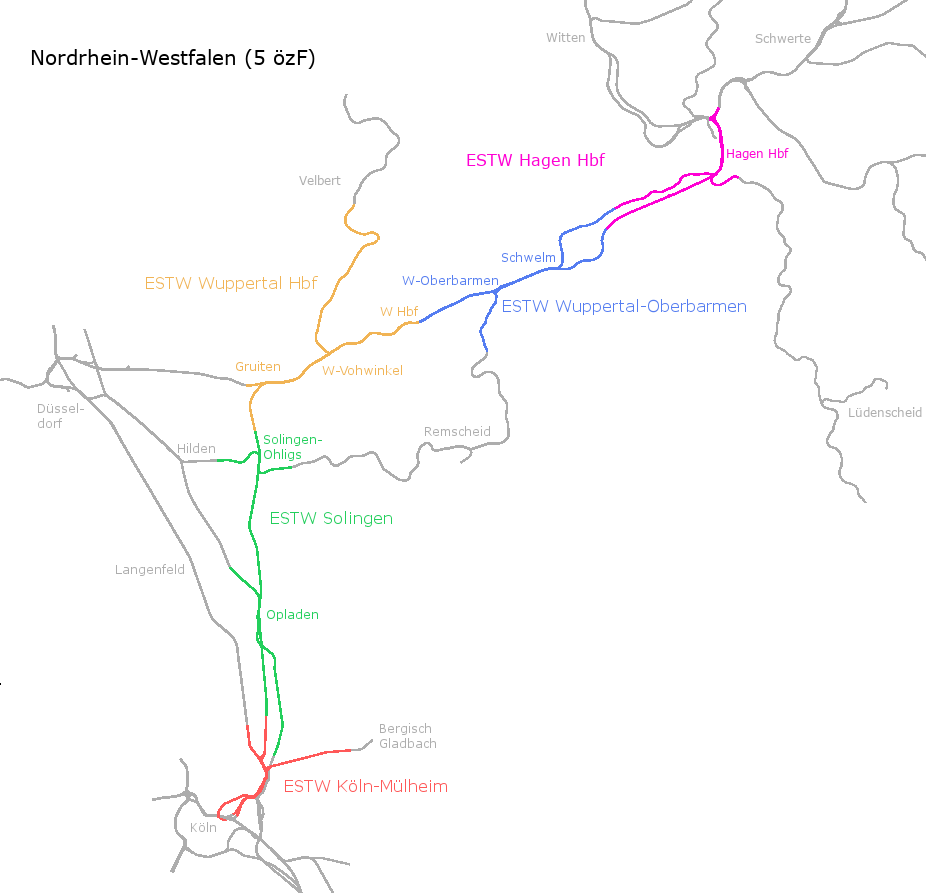 Witten
Schwerte
Nordrhein-Westfalen (5 özF)
Hagen Hbf
ESTW Hagen Hbf
Velbert
Schwelm
W-Oberbarmen
ESTW Wuppertal Hbf
ESTW Wuppertal-Oberbarmen
W Hbf
Gruiten
W-Vohwinkel
Düssel-
dorf
Lüdenscheid
Remscheid
Solingen-
Ohligs
Hilden
ESTW Solingen
Langenfeld
Opladen
Bergisch
Gladbach
ESTW Köln-Mülheim
Köln